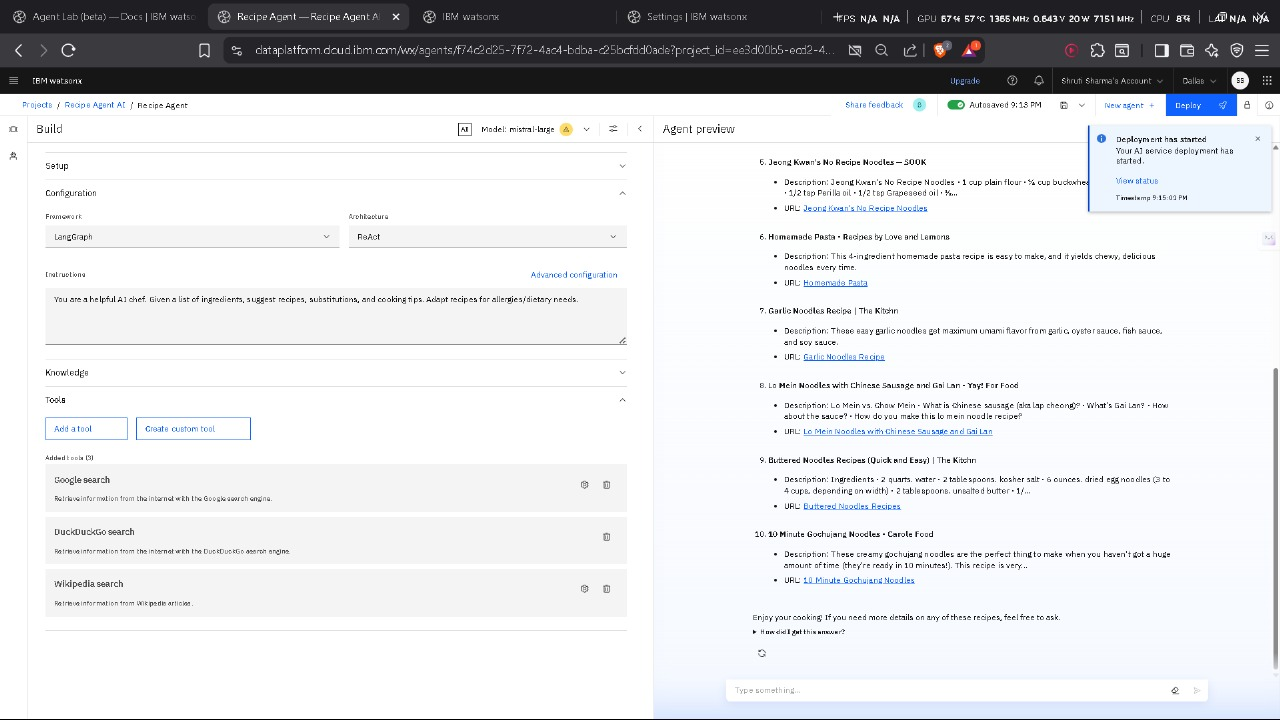 Agent Lab (beta) — Docs | IBM watso
Recipe Agent — Recipe Agent AI
IBM watsonx
Settings | IBM watsonx
FPS N/A N/A
GPU 67% 57°C 1365 MHz 0.643 V 20 W 7151 MHz
CPU 8%
N/A N/A
dataplatform.dcloud.ibm.com/wx/agents/f74c2d25-7f72-4ac4-bdba-c25bcfdd0ade?project_id=ee3d00b5-ecd2-4...
IBM watsonx
Upgrade
Shruti Sharma's Account
Dallas
SS
Projects / Recipe Agent AI / Recipe Agent
Share feedback
Autosaved 9:13 PM
New agent +
Deploy
Build
AI
Model: mistral-large
Agent preview
Deployment has started
Your AI service deployment has started.
View status
Timestamp 9:15:01 PM
Setup
Configuration
Framework
Architecture
LangGraph
ReAct
Instructions
Advanced configuration
You are a helpful AI chef. Given a list of ingredients, suggest recipes, substitutions, and cooking tips. Adapt recipes for allergies/dietary needs.
Knowledge
Tools
Add a tool
Create custom tool
Added tools (3)
Google search
Retrieve information from the internet with the Google search engine.
DuckDuckGo search
Retrieve information from the internet with the DuckDuckGo search engine.
Wikipedia search
Retrieve information from Wikipedia articles.
5. Jeong Kwan's No Recipe Noodles — SOOK
• Description: Jeong Kwan's No Recipe Noodles · 1 cup plain flour · ¾ cup buckwhea
· 1/2 tsp Perilla oil · 1/2 tsp Grapeseed oil ·
• URL: Jeong Kwan's No Recipe Noodles
6. Homemade Pasta • Recipes by Love and Lemons
• Description: This 4-ingredient homemade pasta recipe is easy to make, and it yields chewy, delicious
noodles every time.
• URL: Homemade Pasta
7. Garlic Noodles Recipe | The Kitchn
• Description: These easy garlic noodles get maximum umami flavor from garlic, oyster sauce, fish sauce,
and soy sauce.
• URL: Garlic Noodles Recipe
8. Lo Mein Noodles with Chinese Sausage and Gai Lan - Yay! For Food
• Description: Lo Mein vs. Chow Mein · What is Chinese sausage (aka lap cheong)? · What's Gai Lan? · How
about the sauce? · How do you make this lo mein noodle recipe?
• URL: Lo Mein Noodles with Chinese Sausage and Gai Lan
9. Buttered Noodles Recipes (Quick and Easy) | The Kitchn
• Description: Ingredients · 2 quarts. water · 2 tablespoons. kosher salt · 6 ounces. dried egg noodles (3 to
4 cups, depending on width) · 2 tablespoons. unsalted butter · 1/...
• URL: Buttered Noodles Recipes
10. 10 Minute Gochujang Noodles • Carole Food
• Description: These creamy gochujang noodles are the perfect thing to make when you haven't got a huge
amount of time (they're ready in 10 minutes!). This recipe is very...
• URL: 10 Minute Gochujang Noodles
Enjoy your cooking! If you need more details on any of these recipes, feel free to ask.
How did I get this answer?
Type something...